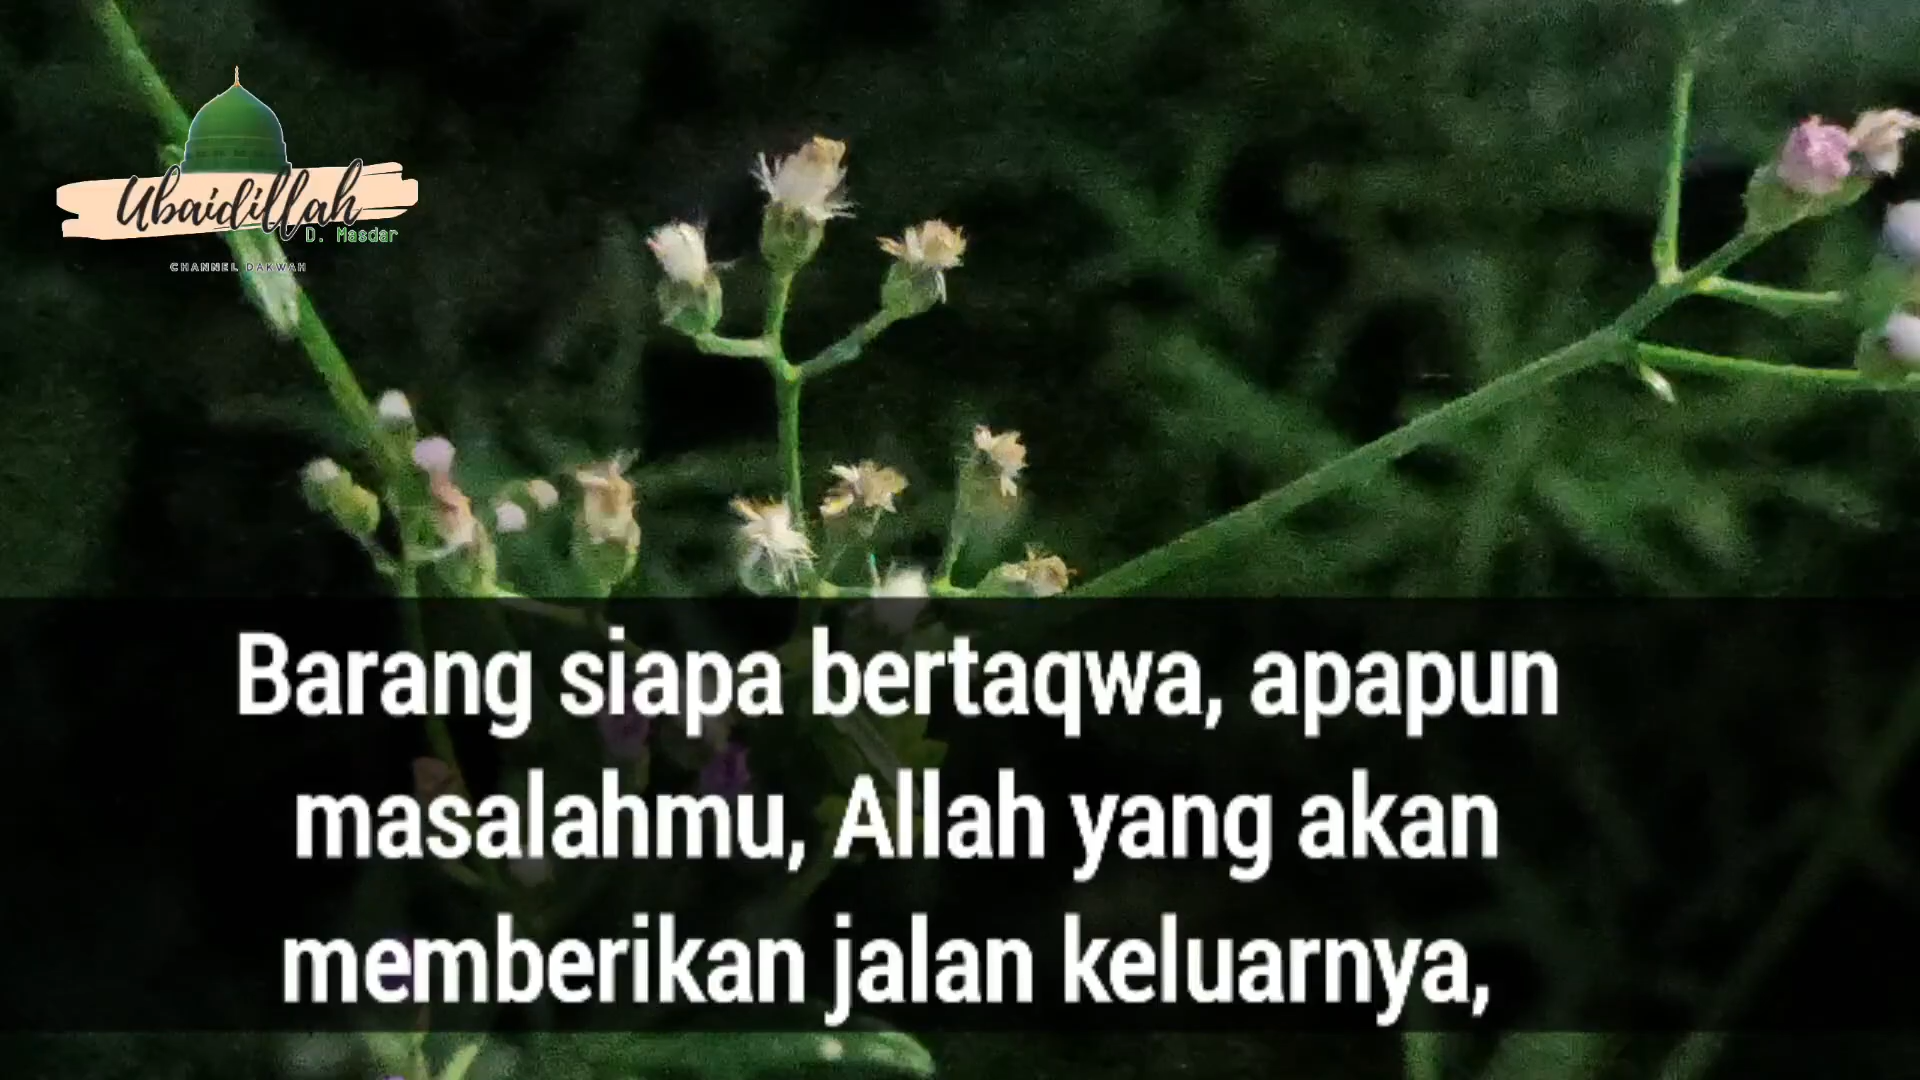 Ubaidillah
D. Masdar
CHANNEL DAKWAH
Barang siapa bertaqwa, apapun
masalahmu, Allah yang akan
memberikan jalan keluarnya,